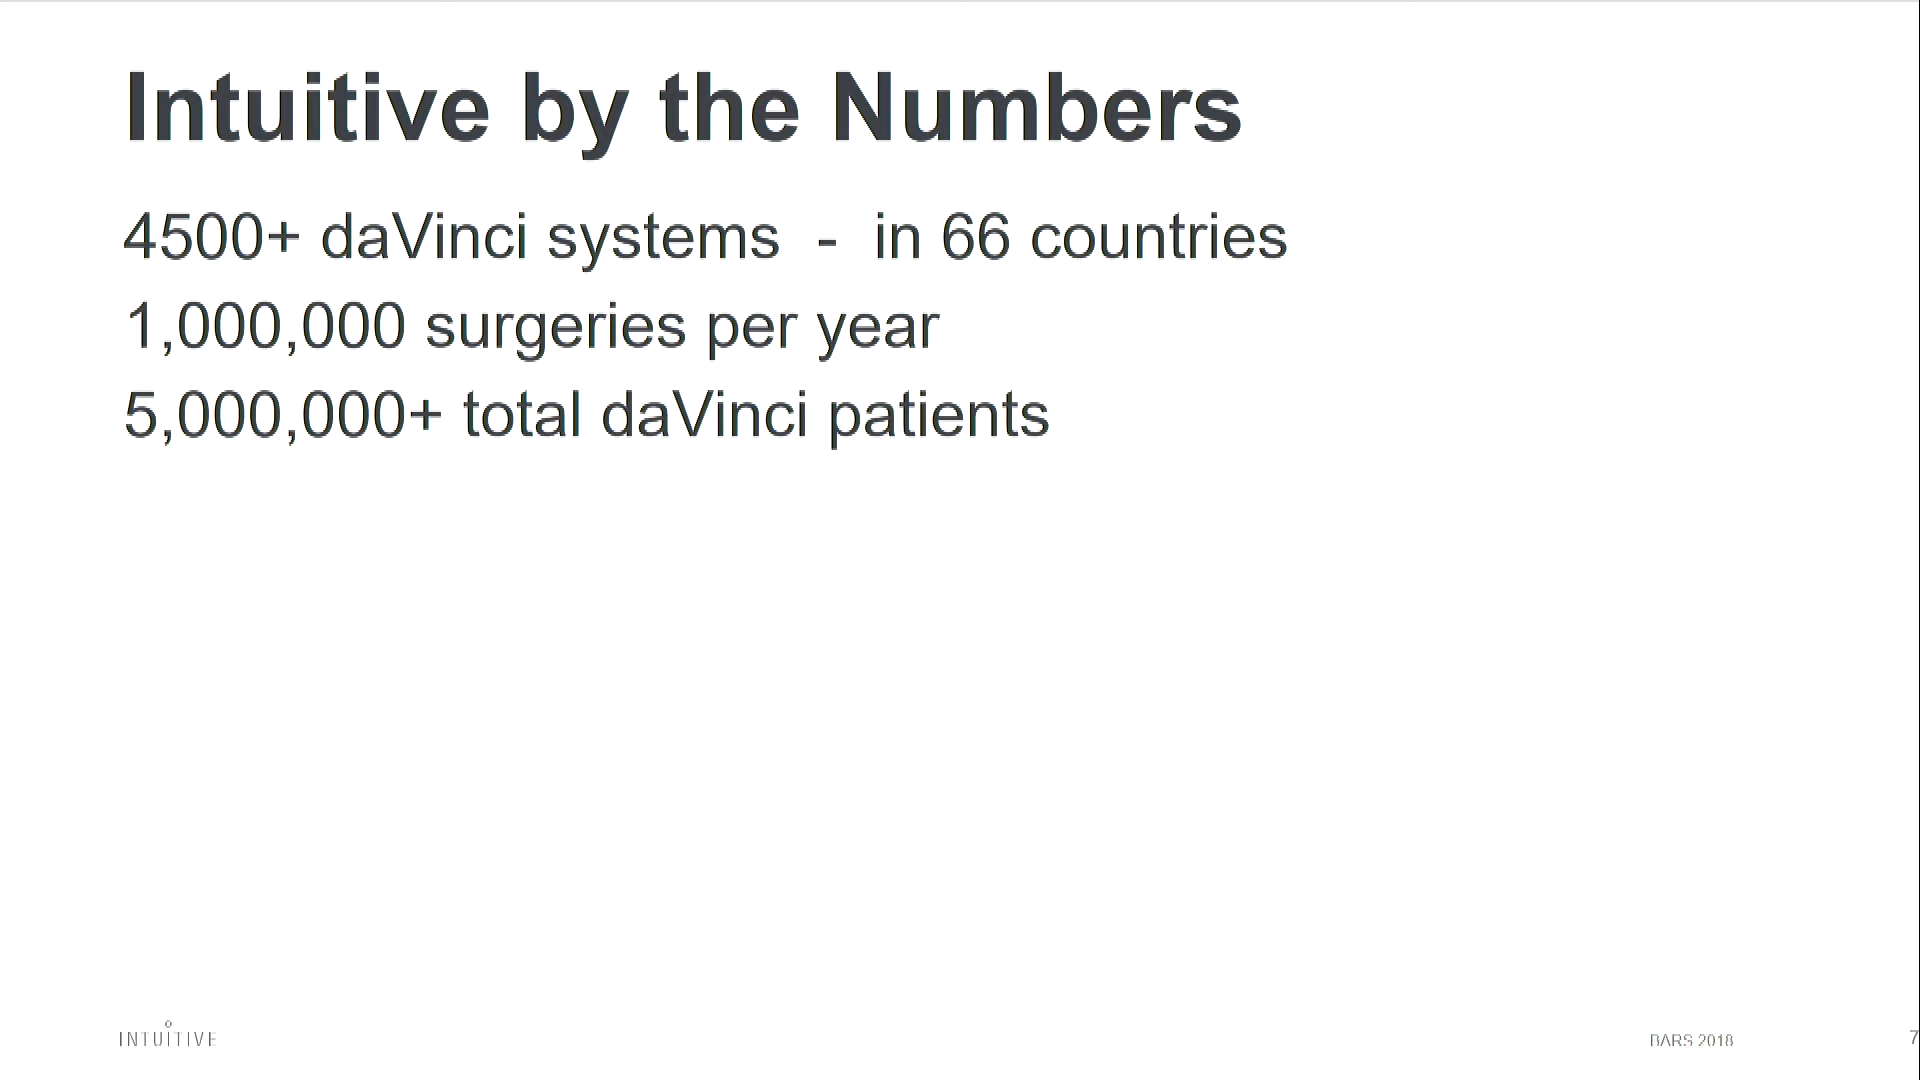 Intuitive by the Numbers
4500+ daVinci systems - in 66 countries
1,000,000 surgeries per year
5,000,000+ total daVinci patients
INTUITIVE
BARS 2018
7